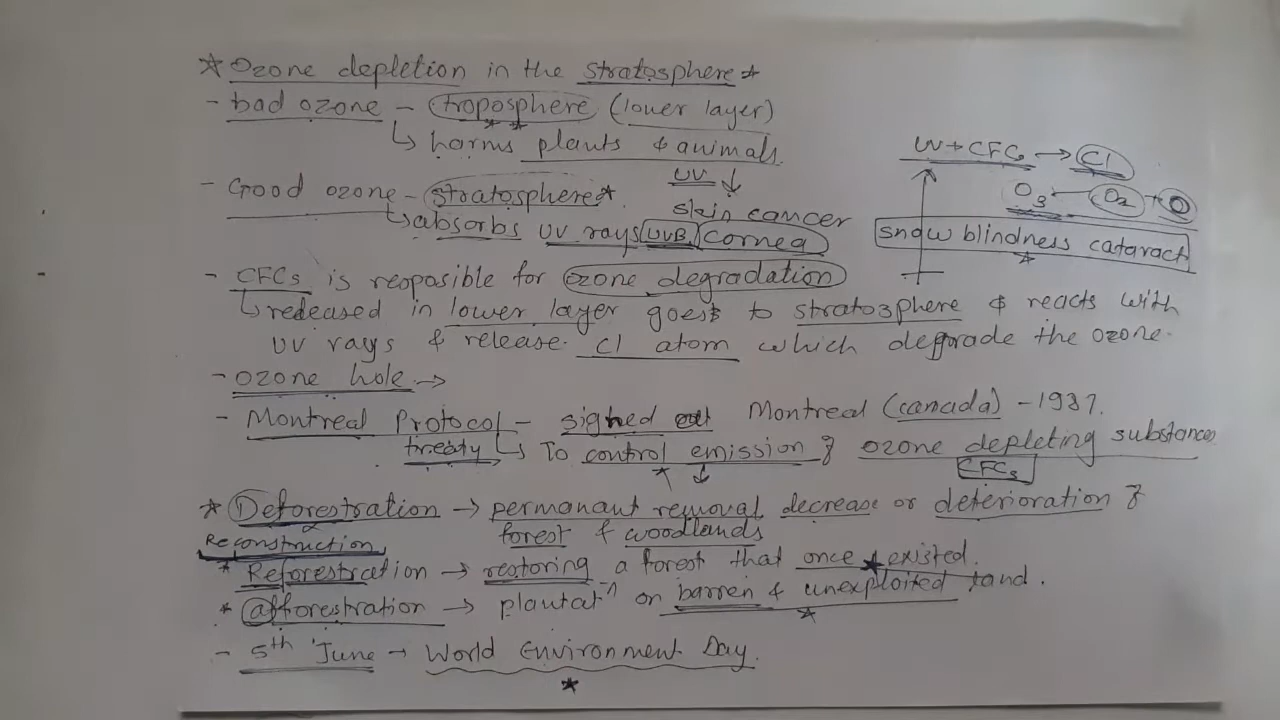 * Ozone depletion in the stratosphere *
- bad ozone - troposphere (lower layer)
↳ harms plants & animals.
UV + CFCs → Cl
- Good ozone - stratosphere *
UV ↓
O3 ← O2 + O
skin cancer
↳ absorbs UV rays UVB Cornea
snow blindness cataract
- CFCs is resposible for ozone degradation
↳ released in lower layer goes to stratosphere & reacts with
UV rays & release Cl atom which degrade the ozone.
- Ozone hole →
- Montreal Protocol - signed at Montreal (canada) - 1987.
treaty ↳ To control emission of ozone depleting substances
CFCs
* Deforestration → permanant removal decrease or deterioration of
forest & woodlands
Reconstruction
* Reforestration → restoring a forest that once existed.
* afforestration → plantatn on barren & unexploited land.
- 5th June → World Environment Day.